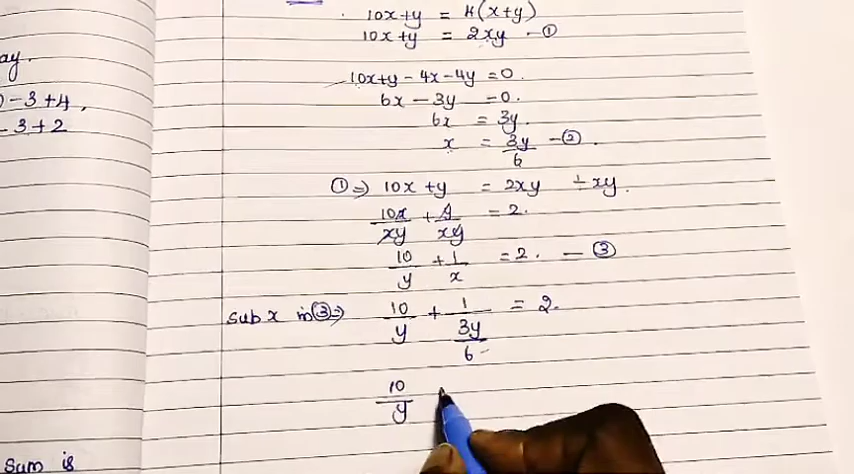 10x+y = 4(x+y)
10x+y = 2xy -①
ay.
10x+y-4x-4y=0.
-3+4,
6x-3y =0.
-3+2
6x = 3y.
x = 3y/6 -②.
①⇒ 10x+y = 2xy ÷xy.
10x/xy + y/xy = 2.
10/y + 1/x = 2. -③
sub x in③⇒ 10/y + 1/(3y/6) = 2.
10/y
Sum is